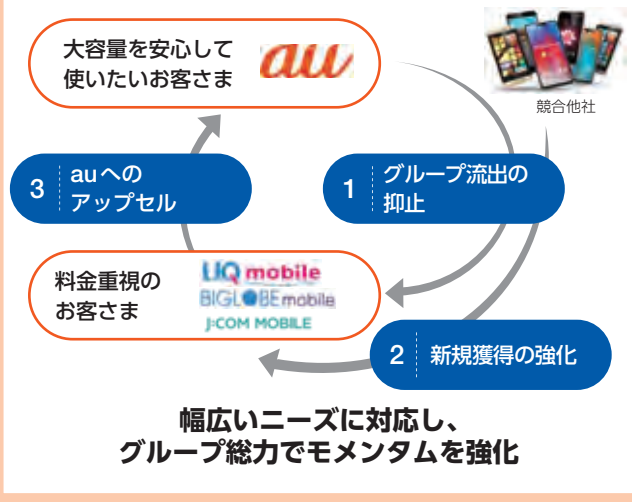 大容量を安心して
使いたいお客さま
au
競合他社
3
auへの
アップセル
1
グループ流出の
抑止
料金重視の
お客さま
UQ mobile
BIGLOBE mobile
J:COM MOBILE
2
新規獲得の強化
幅広いニーズに対応し、
グループ総力でモメンタムを強化